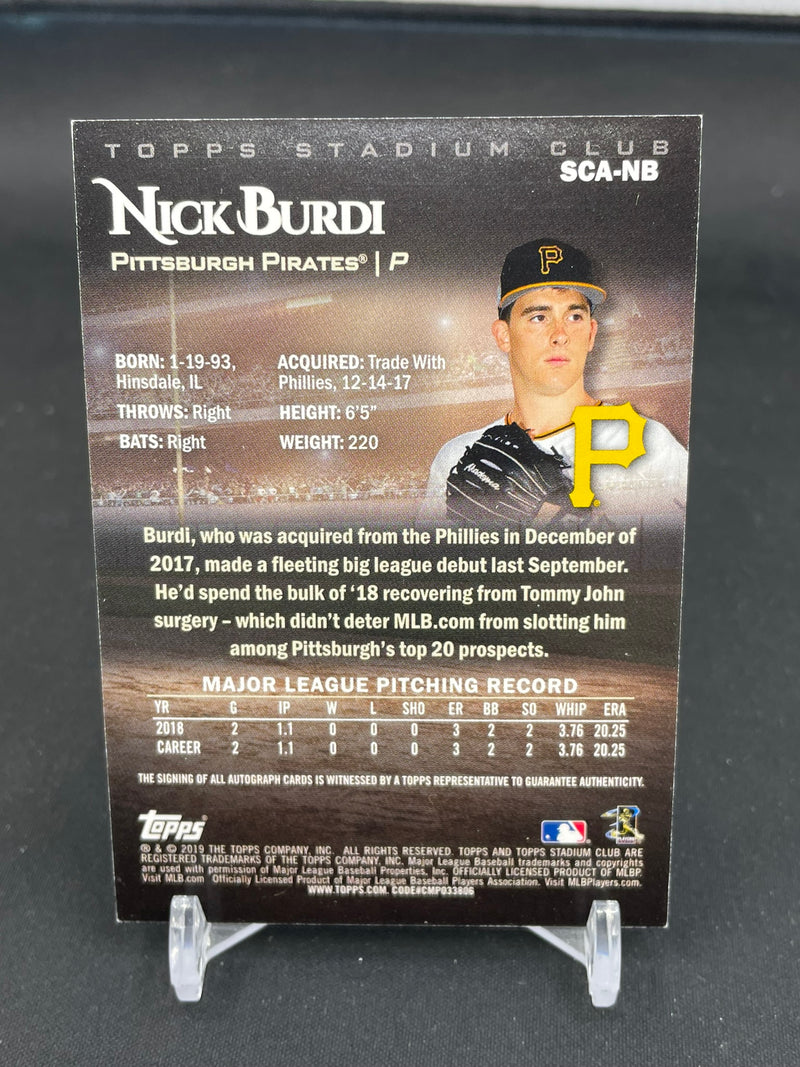 TOPPS STADIUM CLUB
SCA-NB
NICK BURDI
PITTSBURGH PIRATES® | P
BORN: 1-19-93,
Hinsdale, IL
THROWS: Right
BATS: Right
ACQUIRED: Trade With
Phillies, 12-14-17
HEIGHT: 6'5"
WEIGHT: 220
P
P
Burdi, who was acquired from the Phillies in December of
2017, made a fleeting big league debut last September.
He'd spend the bulk of '18 recovering from Tommy John
surgery – which didn't deter MLB.com from slotting him
among Pittsburgh's top 20 prospects.
MAJOR LEAGUE PITCHING RECORD
YR G IP W L SHO ER BB SO WHIP ERA
2018 2 1.1 0 0 0 3 2 2 3.76 20.25
CAREER 2 1.1 0 0 0 3 2 2 3.76 20.25
THE SIGNING OF ALL AUTOGRAPH CARDS IS WITNESSED BY A TOPPS REPRESENTATIVE TO GUARANTEE AUTHENTICITY.
Topps
® & © 2019 THE TOPPS COMPANY, INC. ALL RIGHTS RESERVED. TOPPS AND TOPPS STADIUM CLUB ARE
REGISTERED TRADEMARKS OF THE TOPPS COMPANY, INC. Major League Baseball trademarks and copyrights
are used with permission of Major League Baseball Properties, Inc. OFFICIALLY LICENSED PRODUCT OF MLBP.
Visit MLB.com Officially Licensed Product of Major League Baseball Players Association. Visit MLBPlayers.com.
WWW.TOPPS.COM. CODE#CMP033806